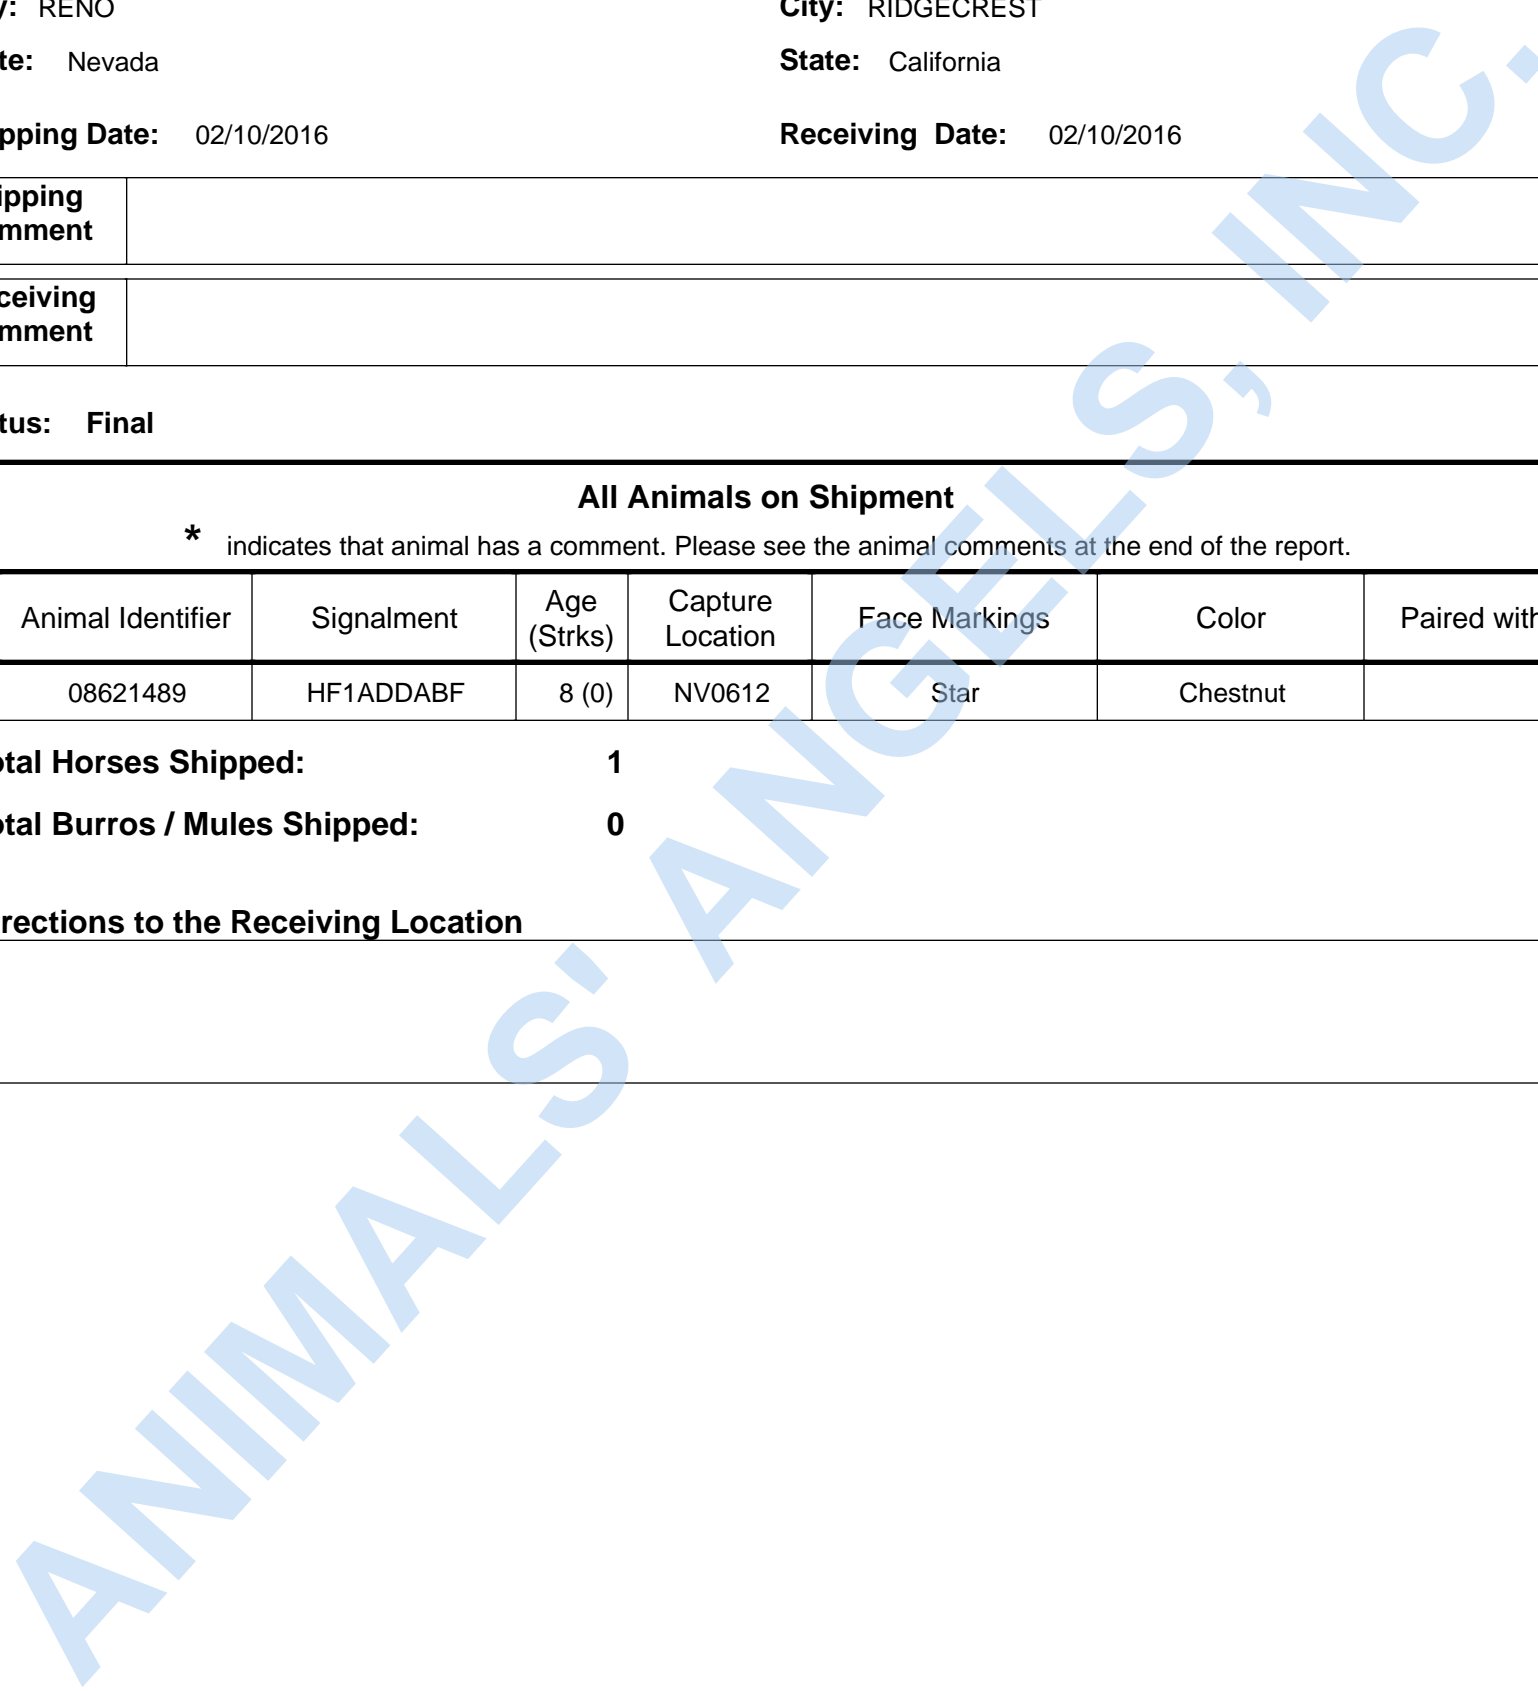 y: RENO City: RIDGECREST
te: Nevada State: California
pping Date: 02/10/2016 Receiving Date: 02/10/2016
ipping
mment
ceiving
mment
tus: Final
All Animals on Shipment
* indicates that animal has a comment. Please see the animal comments at the end of the report.
Animal Identifier Signalment Age (Strks) Capture Location Face Markings Color Paired with
08621489 HF1ADDABF 8 (0) NV0612 Star Chestnut
otal Horses Shipped: 1
otal Burros / Mules Shipped: 0
rections to the Receiving Location
ANIMALS' ANGELS, INC.